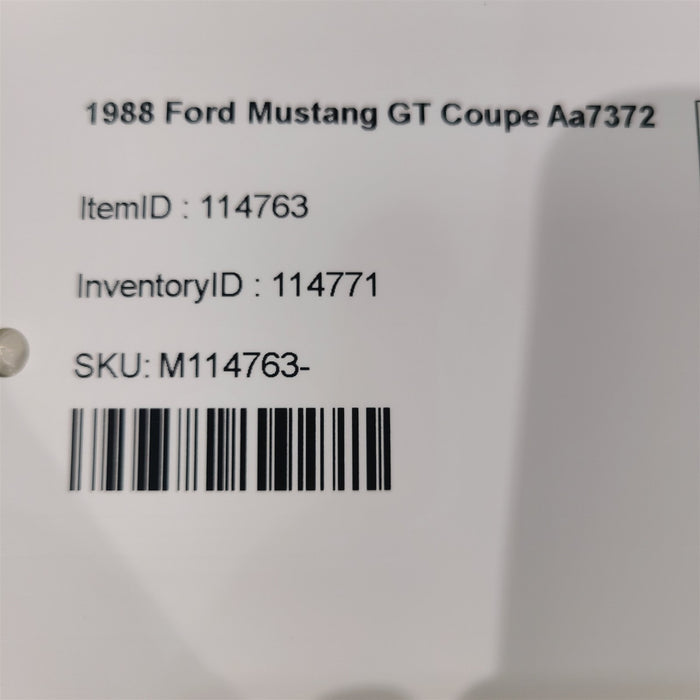 1988 Ford Mustang GT Coupe Aa7372
ItemID : 114763
InventoryID : 114771
SKU: M114763-